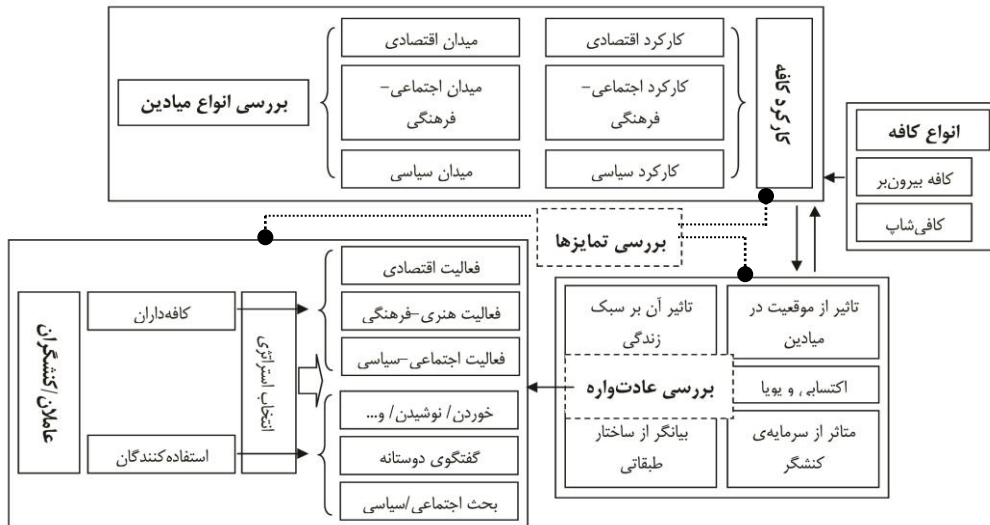 کارکرد کافه
کارکرد اقتصادی
کارکرد اجتماعی–
فرهنگی
کارکرد سیاسی
میدان اقتصادی
میدان اجتماعی–
فرهنگی
میدان سیاسی
بررسی انواع میادین
انواع کافه
کافه بیرون‌بر
کافی‌شاپ
بررسی تمایزها
تاثیر از موقعیت در
میادین
تاثیر آن بر سبک
زندگی
اکتسابی و پویا
بررسی عادت‌واره
متاثر از سرمایه‌ی
کنشگر
بیانگر از ساختار
طبقاتی
فعالیت اقتصادی
فعالیت هنری–فرهنگی
فعالیت اجتماعی–سیاسی
خوردن/ نوشیدن/ و...
گفتگوی دوستانه
بحث اجتماعی/سیاسی
انتخاب استراتژی
کافه‌داران
استفاده‌کنندگان
عاملان/کنشگران